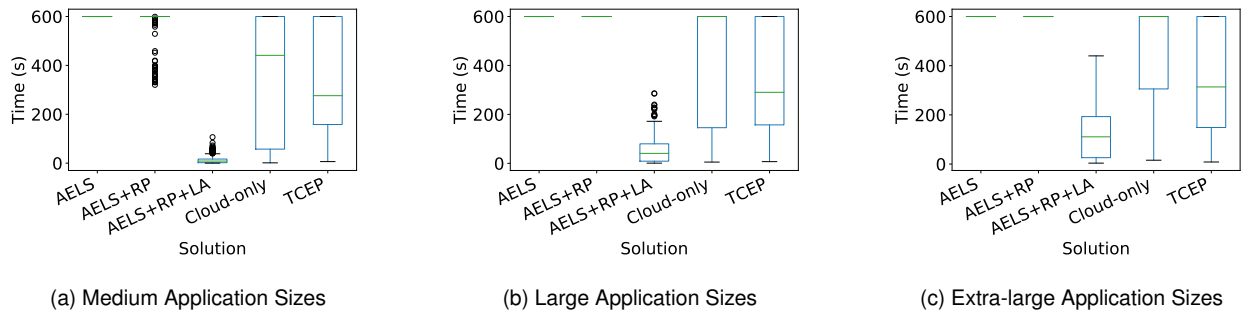 600
400
200
0
Time (s)
AELS
AELS+RP
AELS+RP+LA
Cloud-only
TCEP
Solution
(a) Medium Application Sizes
600
400
200
0
Time (s)
AELS
AELS+RP
AELS+RP+LA
Cloud-only
TCEP
Solution
(b) Large Application Sizes
600
400
200
0
Time (s)
AELS
AELS+RP
AELS+RP+LA
Cloud-only
TCEP
Solution
(c) Extra-large Application Sizes